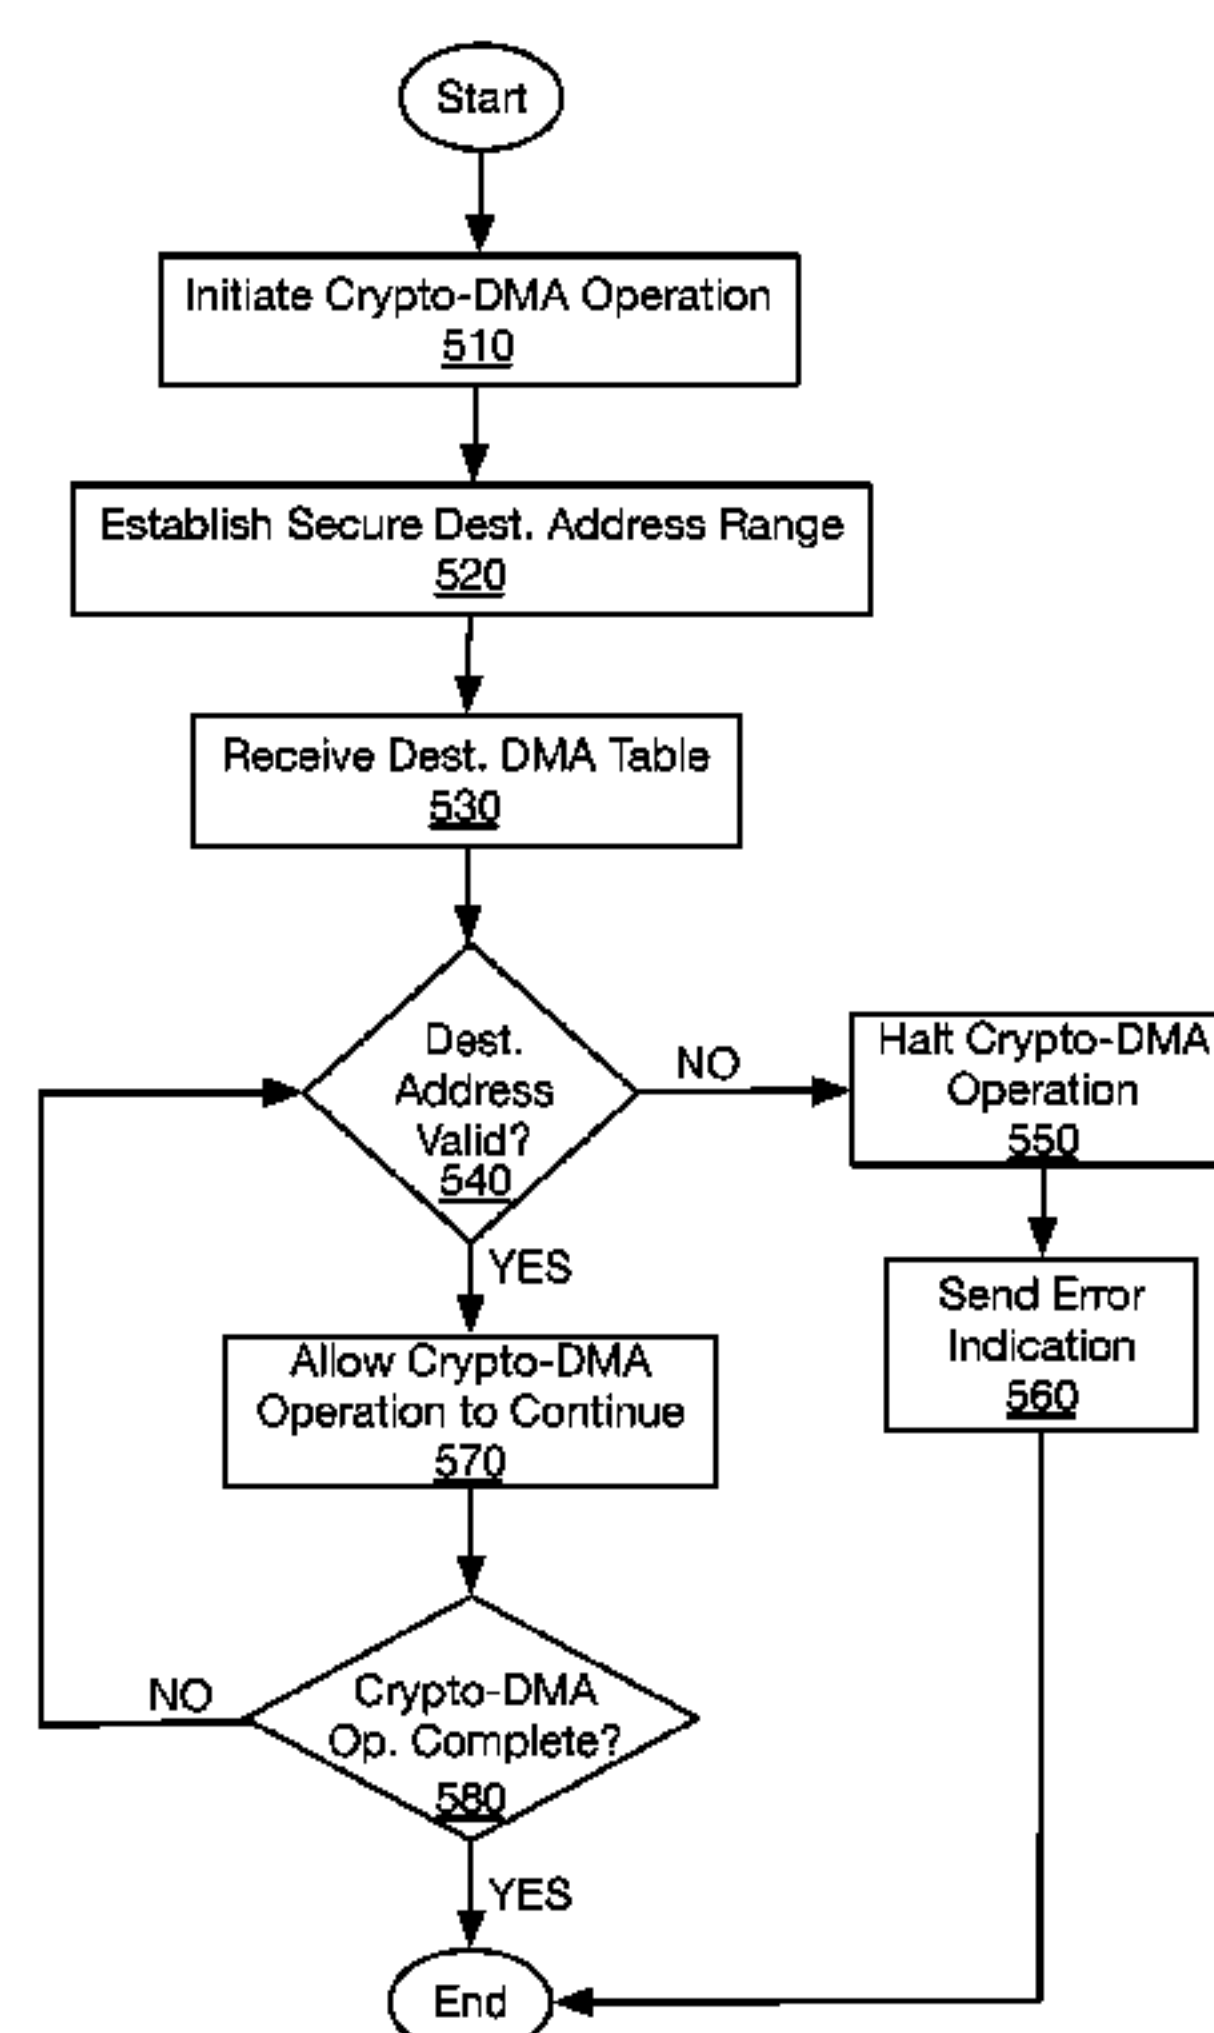 Start
Initiate Crypto-DMA Operation
510
Establish Secure Dest. Address Range
520
Receive Dest. DMA Table
530
Dest.
Address
Valid?
540
NO
Halt Crypto-DMA
Operation
550
YES
Send Error
Indication
560
Allow Crypto-DMA
Operation to Continue
570
NO
Crypto-DMA
Op. Complete?
580
YES
End